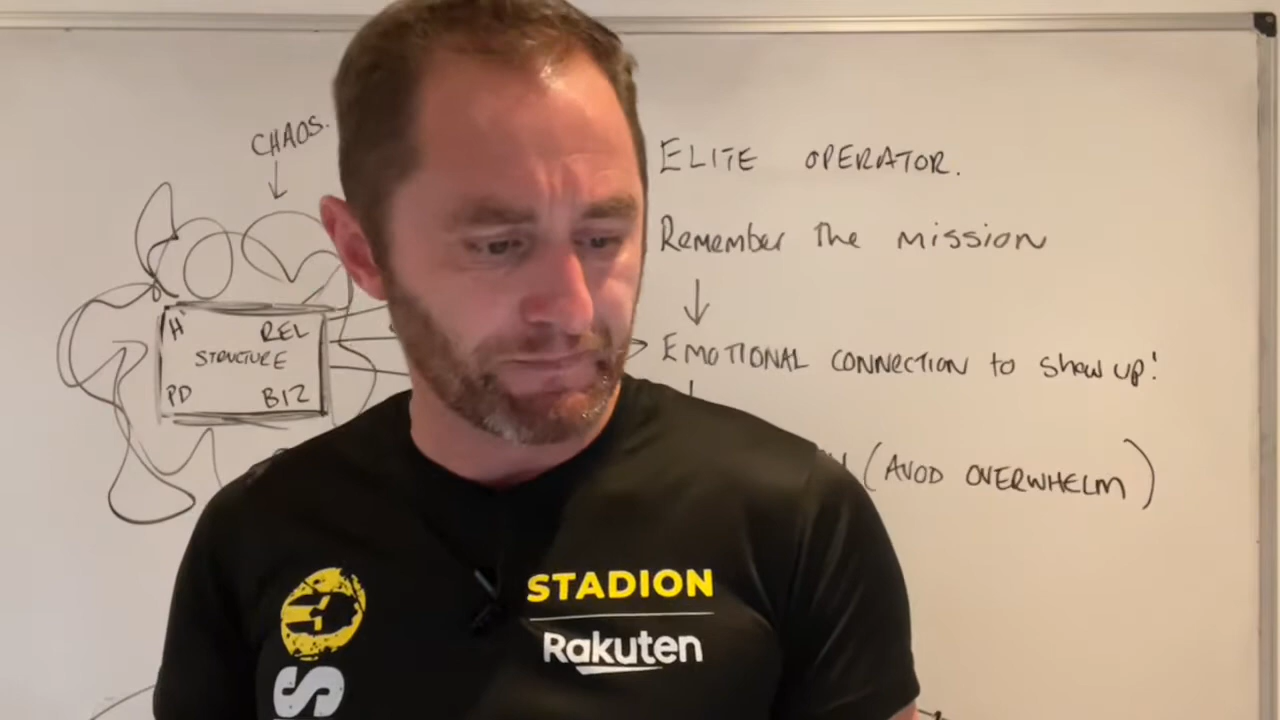 CHAOS.
H REL
STRUCTURE
PD BIZ
ELITE OPERATOR.
Remember the mission
EMOTIONAL CONNECTION to show up!
(AVOD OVERWHELM)
STADION
Rakuten
S